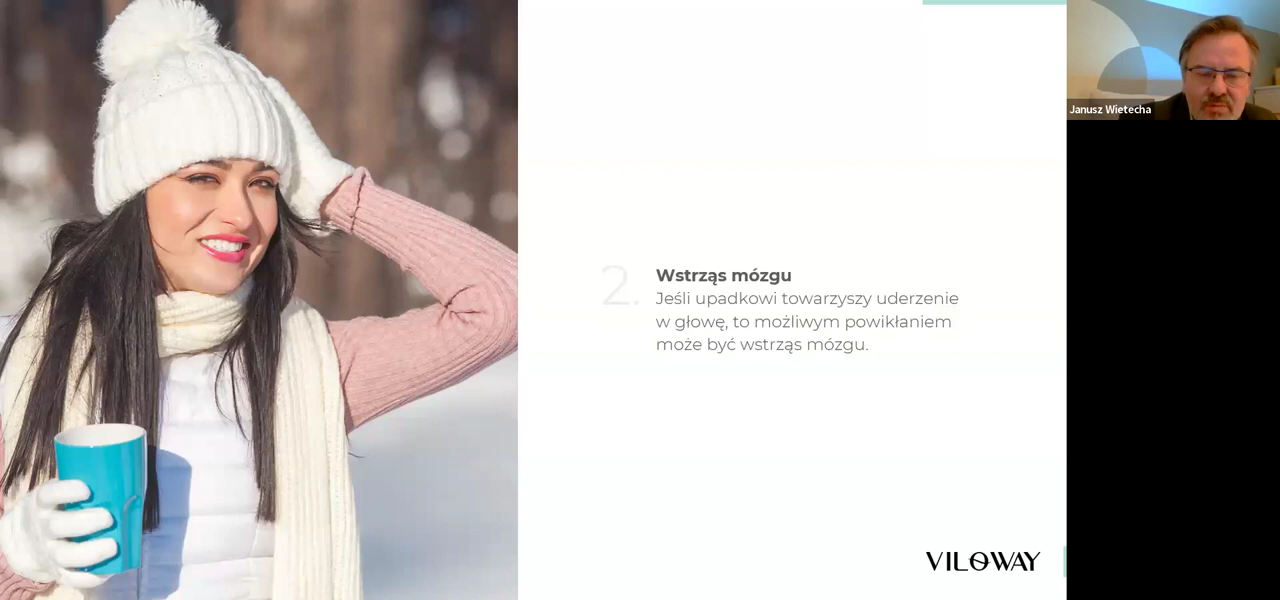 2.
Wstrząs mózgu
Jeśli upadkowi towarzyszy uderzenie
w głowę, to możliwym powikłaniem
może być wstrząs mózgu.
VILOWAY
Janusz Wietecha